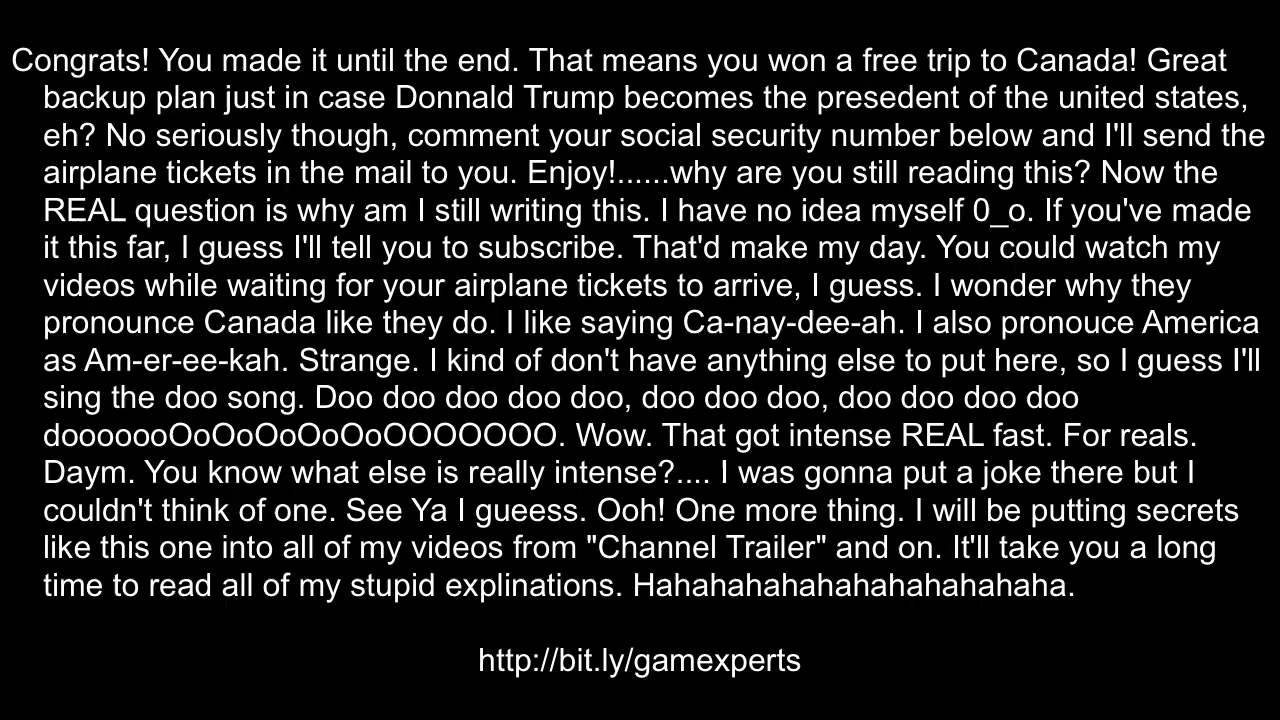 Congrats! You made it until the end. That means you won a free trip to Canada! Great
backup plan just in case Donnald Trump becomes the presedent of the united states,
eh? No seriously though, comment your social security number below and I'll send the
airplane tickets in the mail to you. Enjoy!......why are you still reading this? Now the
REAL question is why am I still writing this. I have no idea myself 0_o. If you've made
it this far, I guess I'll tell you to subscribe. That'd make my day. You could watch my
videos while waiting for your airplane tickets to arrive, I guess. I wonder why they
pronounce Canada like they do. I like saying Ca-nay-dee-ah. I also pronouce America
as Am-er-ee-kah. Strange. I kind of don't have anything else to put here, so I guess I'll
sing the doo song. Doo doo doo doo doo, doo doo doo, doo doo doo doo
dooooooOoOoOoOoOoOOOOOOO. Wow. That got intense REAL fast. For reals.
Daym. You know what else is really intense?.... I was gonna put a joke there but I
couldn't think of one. See Ya I gueess. Ooh! One more thing. I will be putting secrets
like this one into all of my videos from "Channel Trailer" and on. It'll take you a long
time to read all of my stupid explinations. Hahahahahahahahahahaha.
http://bit.ly/gamexperts